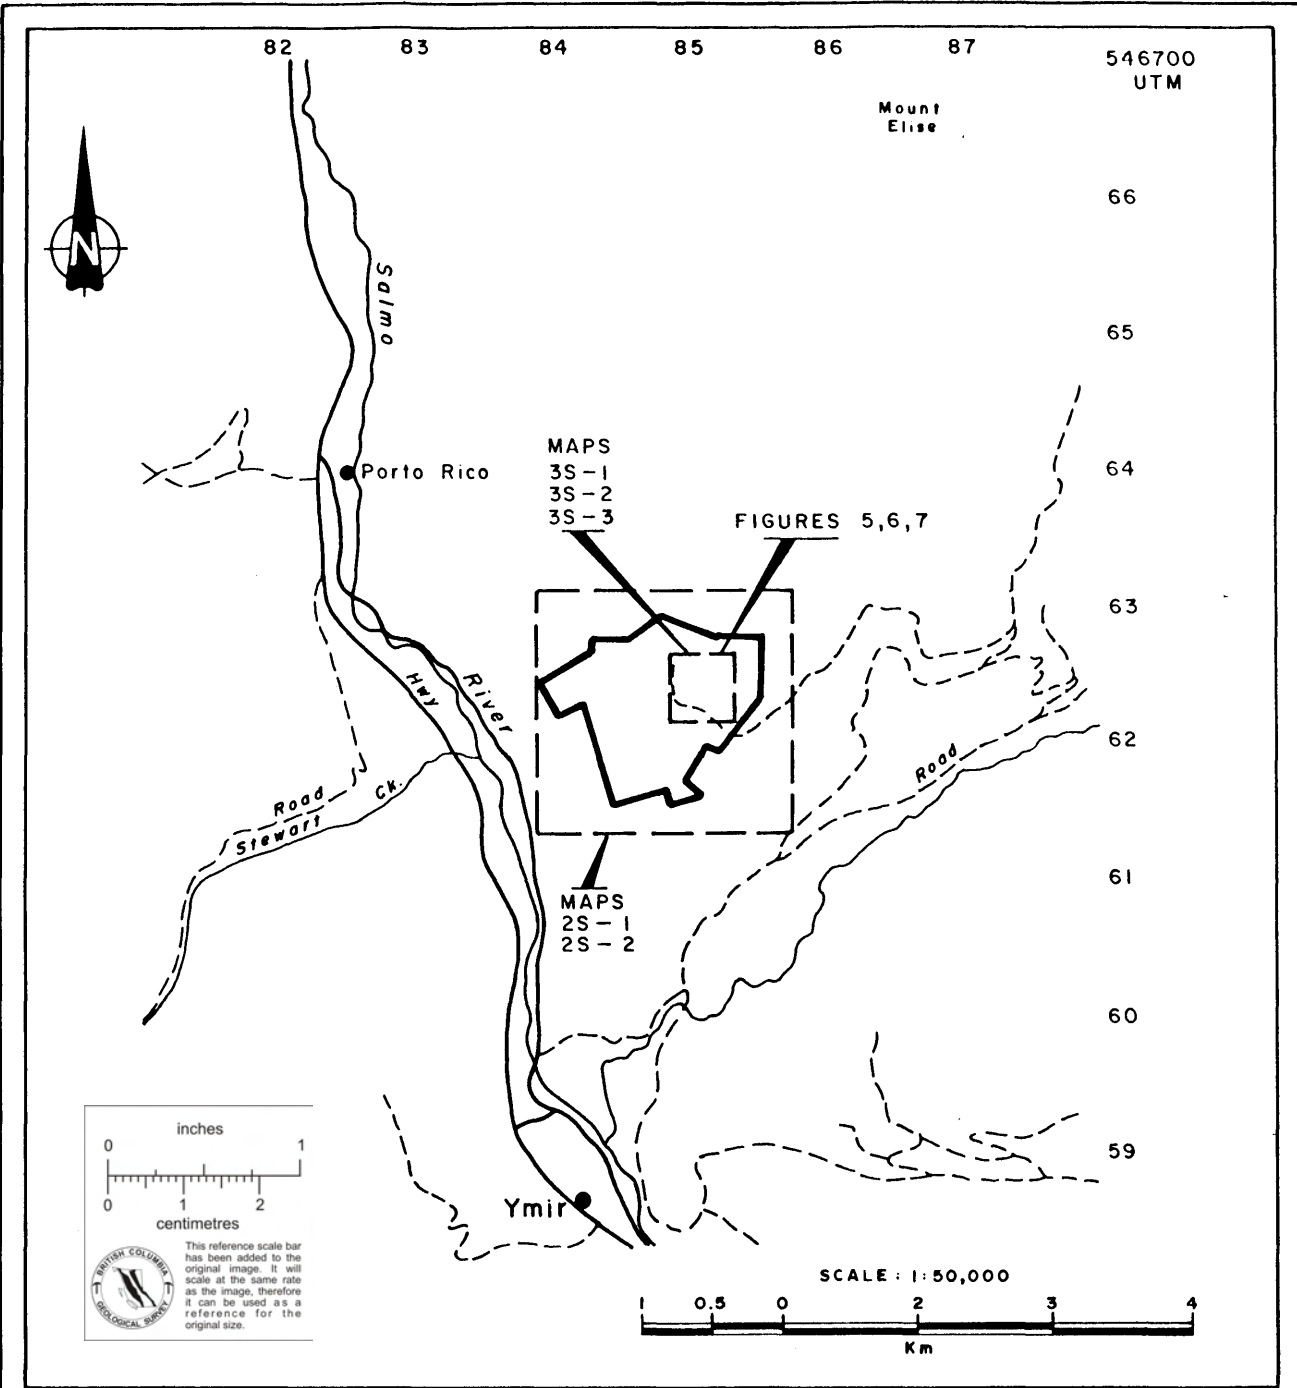 82 83 84 85 86 87 546700
UTM
Mount
Elise
N
66
Salmo
65
MAPS
3S-1
3S-2
3S-3
64
Porto Rico
FIGURES 5,6,7
63
River
Hwy
62
Road
Road
Stewart Ck.
61
MAPS
2S-1
2S-2
60
59
Ymir
inches
0 1
0 1 2
centimetres
BRITISH COLUMBIA
GEOLOGICAL SURVEY
This reference scale bar
has been added to the
original image. It will
scale at the same rate
as the image, therefore
it can be used as a
reference for the
original size.
SCALE : 1:50,000
1 0.5 0 2 3 4
Km